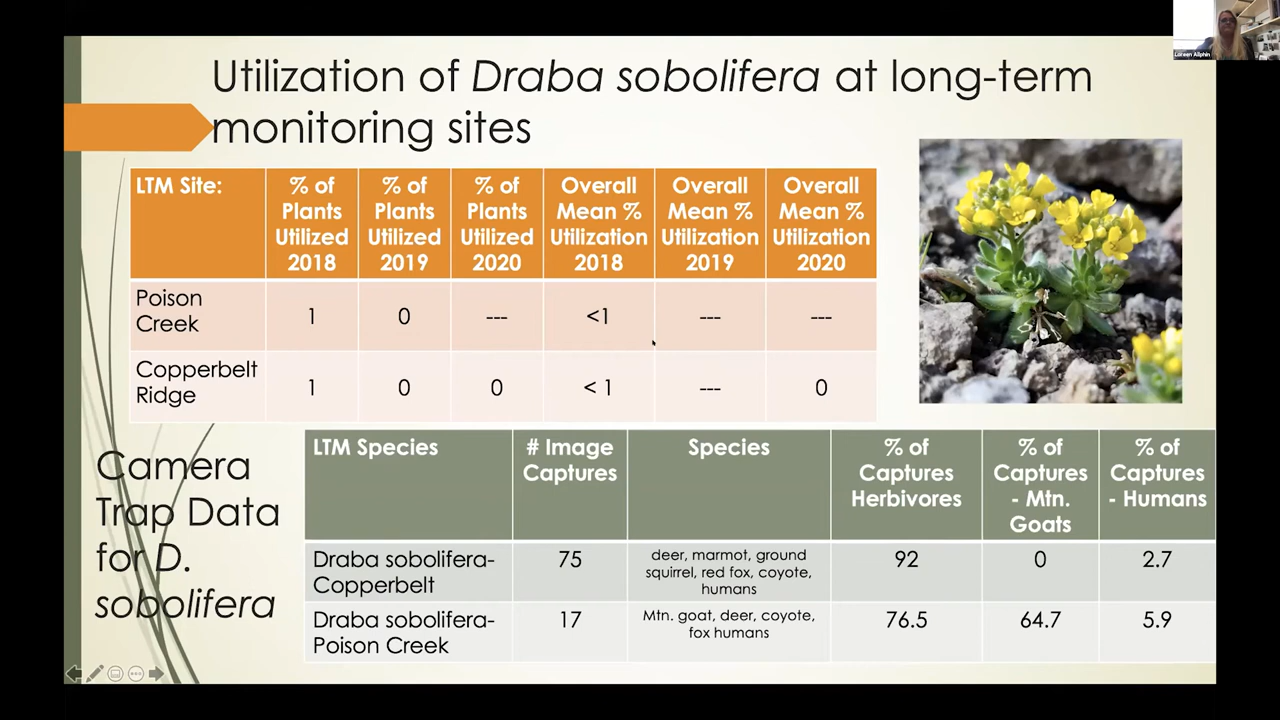 Loreen Allphin
Utilization of Draba sobolifera at long-term
monitoring sites
LTM Site:
% of
Plants
Utilized
2018
% of
Plants
Utilized
2019
% of
Plants
Utilized
2020
Overall
Mean %
Utilization
2018
Overall
Mean %
Utilization
2019
Overall
Mean %
Utilization
2020
Poison
Creek
1
0
---
<1
---
---
Copperbelt
Ridge
1
0
0
< 1
---
0
Camera
Trap Data
for D.
sobolifera
LTM Species
# Image
Captures
Species
% of
Captures
Herbivores
% of
Captures
- Mtn.
Goats
% of
Captures
- Humans
Draba sobolifera-
Copperbelt
75
deer, marmot, ground
squirrel, red fox, coyote,
humans
92
0
2.7
Draba sobolifera-
Poison Creek
17
Mtn. goat, deer, coyote,
fox humans
76.5
64.7
5.9